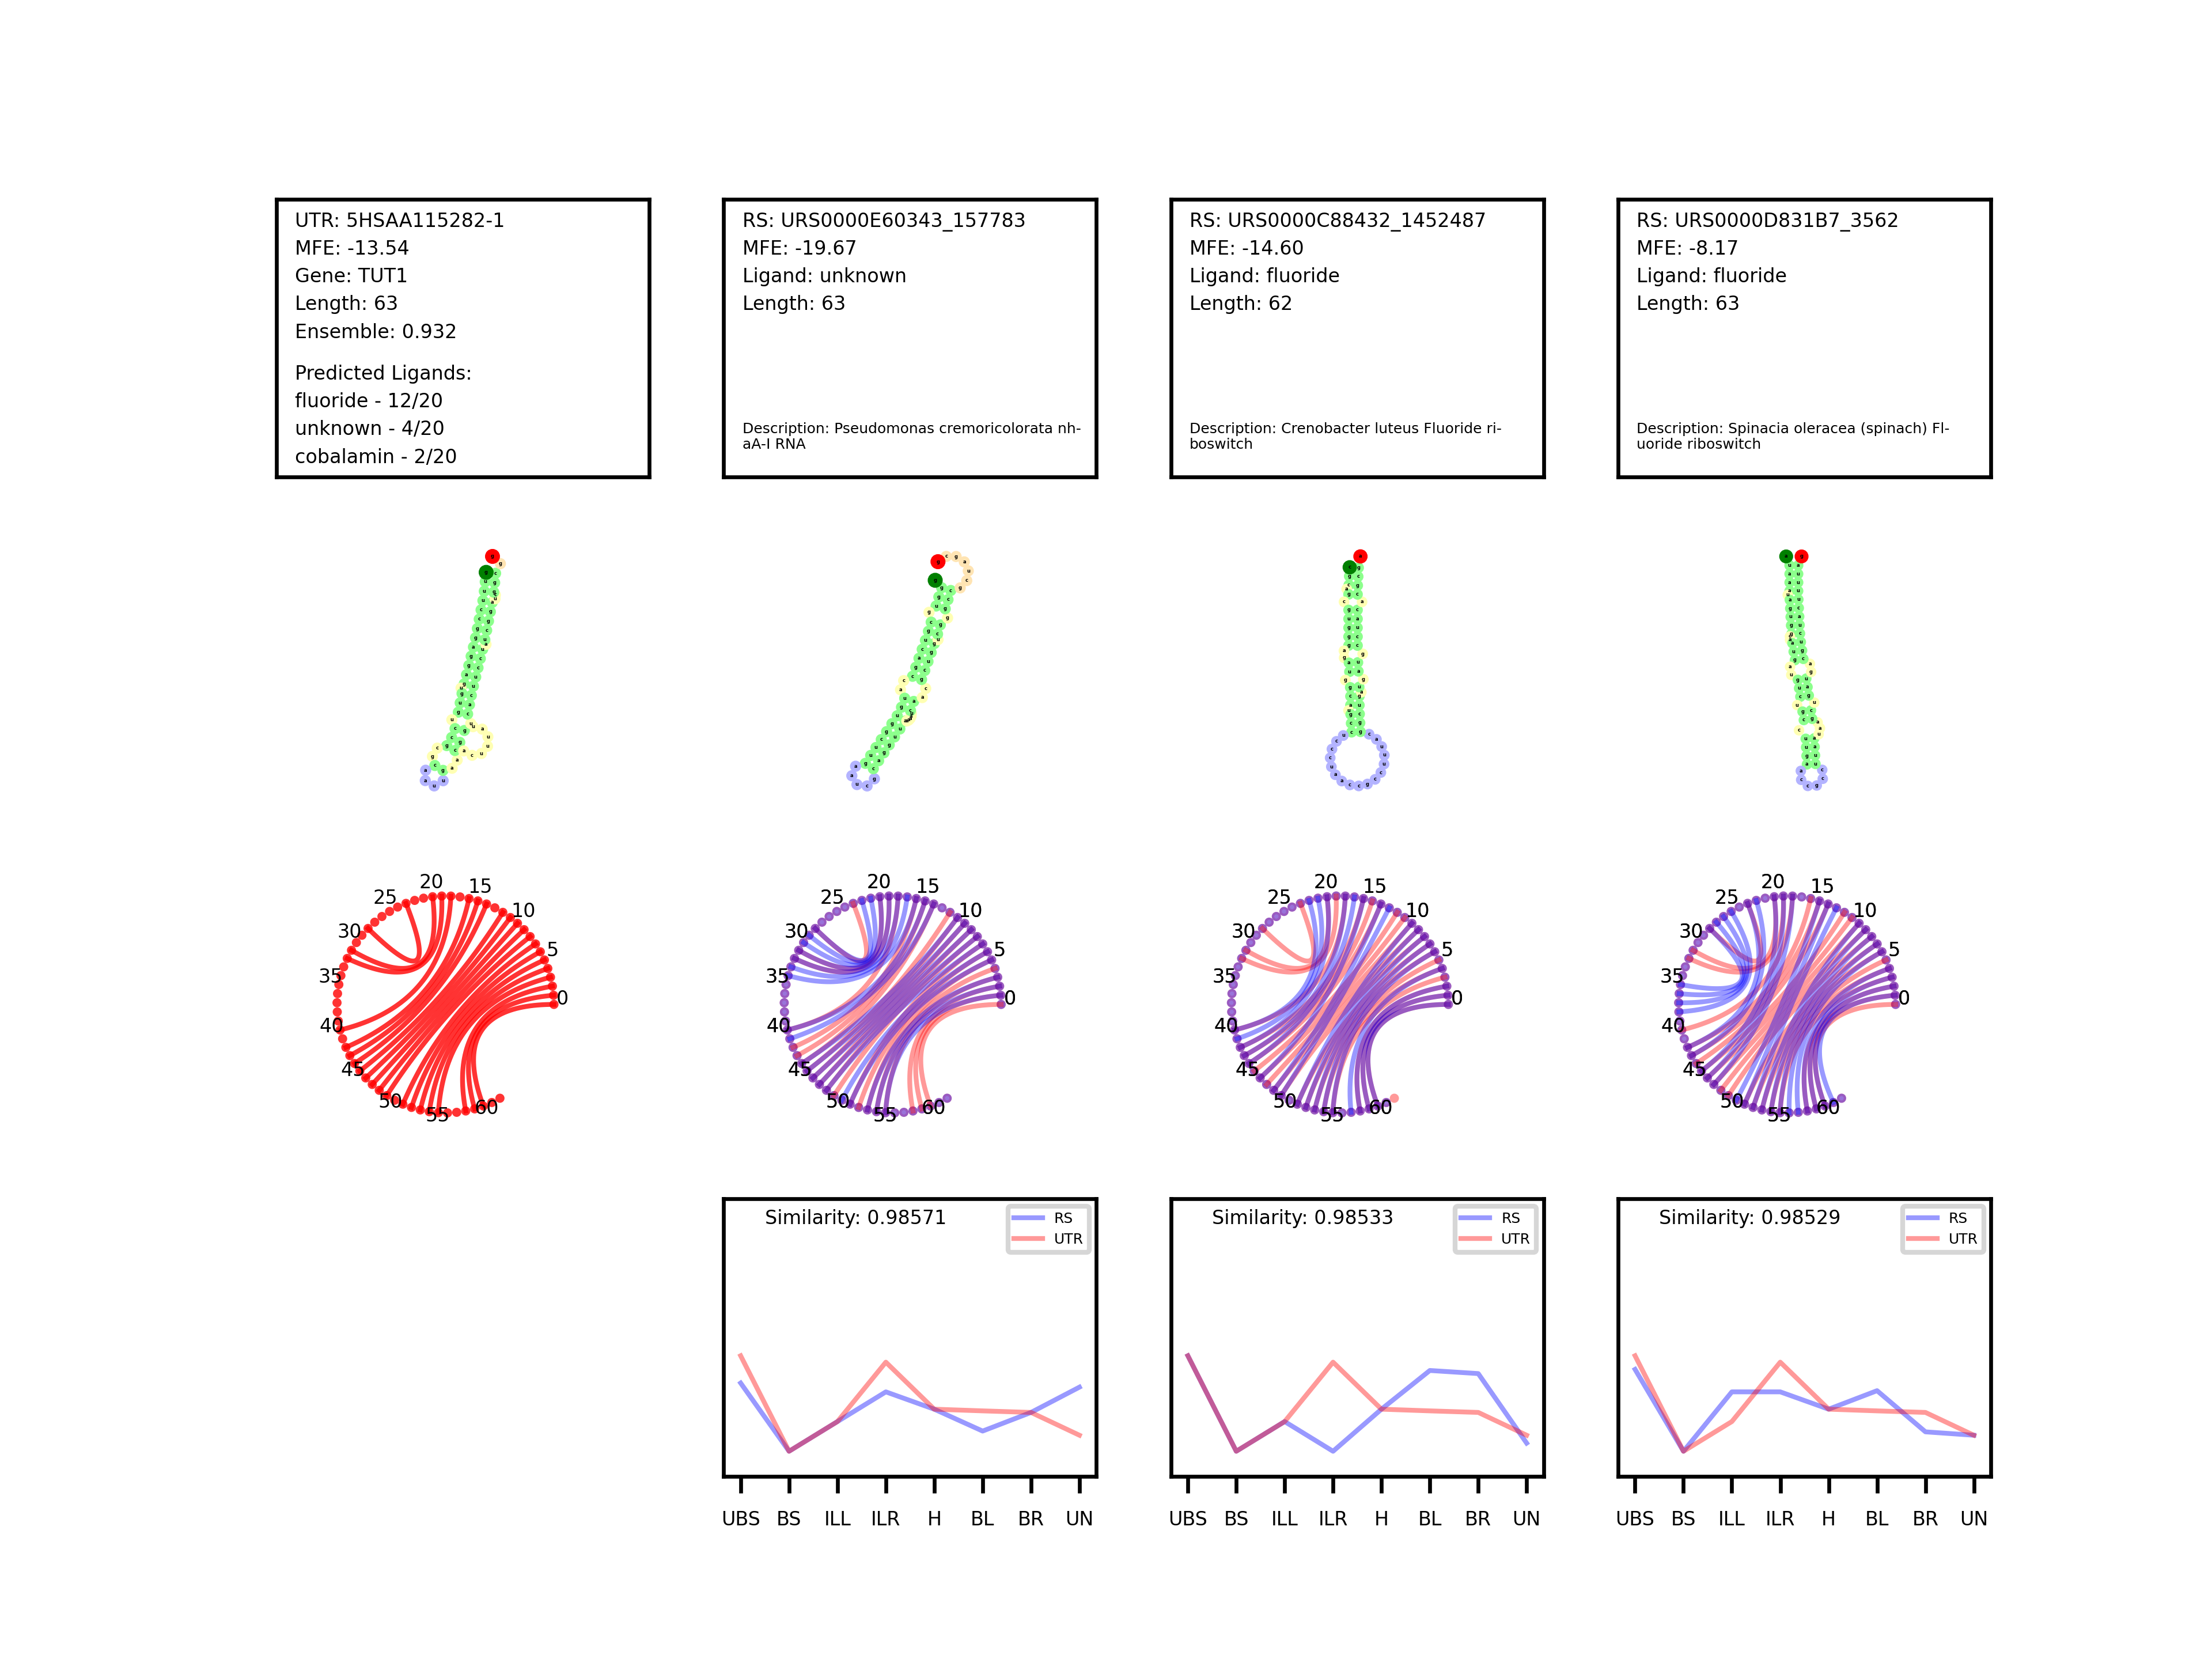 UTR: 5HSAA115282-1
MFE: -13.54
Gene: TUT1
Length: 63
Ensemble: 0.932
Predicted Ligands:
fluoride - 12/20
unknown - 4/20
cobalamin - 2/20
RS: URS0000E60343_157783
MFE: -19.67
Ligand: unknown
Length: 63
Description: Pseudomonas cremoricolorata nh-
aA-I RNA
RS: URS0000C88432_1452487
MFE: -14.60
Ligand: fluoride
Length: 62
Description: Crenobacter luteus Fluoride ri-
boswitch
RS: URS0000D831B7_3562
MFE: -8.17
Ligand: fluoride
Length: 63
Description: Spinacia oleracea (spinach) Fl-
uoride riboswitch
0 5 10 15 20 25 30 35 40 45 50 55 60
0 5 10 15 20 25 30 35 40 45 50 55 60
0 5 10 15 20 25 30 35 40 45 50 55 60
0 5 10 15 20 25 30 35 40 45 50 55 60
Similarity: 0.98571
RS
UTR
UBS BS ILL ILR H BL BR UN
Similarity: 0.98533
RS
UTR
UBS BS ILL ILR H BL BR UN
Similarity: 0.98529
RS
UTR
UBS BS ILL ILR H BL BR UN